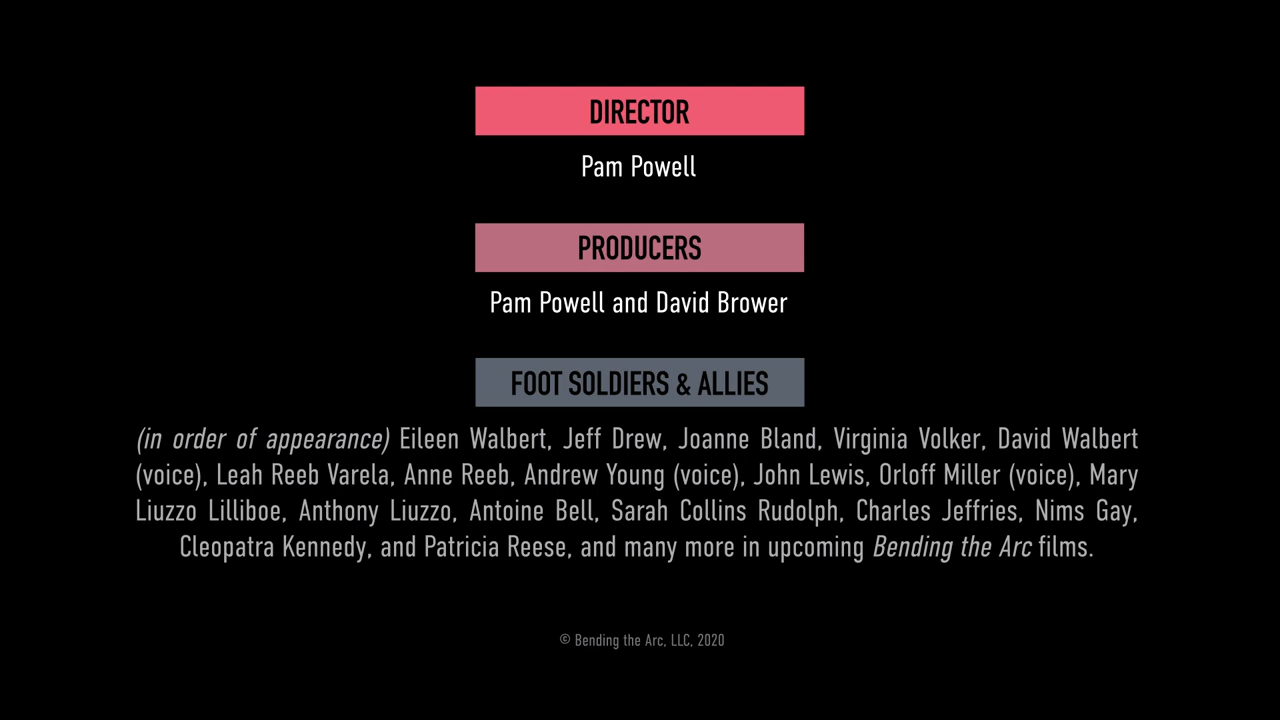 DIRECTOR
Pam Powell
PRODUCERS
Pam Powell and David Brower
FOOT SOLDIERS & ALLIES
(in order of appearance) Eileen Walbert, Jeff Drew, Joanne Bland, Virginia Volker, David Walbert
(voice), Leah Reeb Varela, Anne Reeb, Andrew Young (voice), John Lewis, Orloff Miller (voice), Mary
Liuzzo Lilliboe, Anthony Liuzzo, Antoine Bell, Sarah Collins Rudolph, Charles Jeffries, Nims Gay,
Cleopatra Kennedy, and Patricia Reese, and many more in upcoming Bending the Arc films.
© Bending the Arc, LLC, 2020